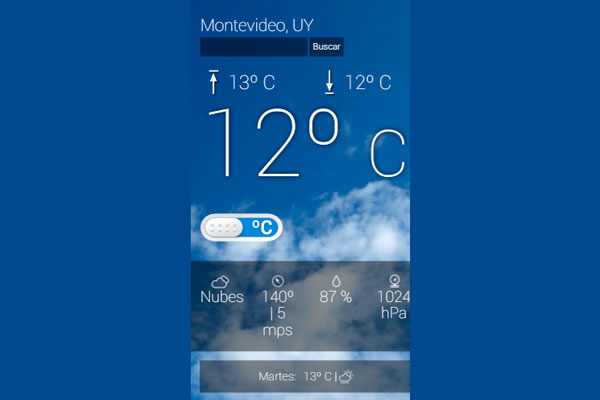 Montevideo, UY
Buscar
13º C 12º C
12º C
ºC
Nubes 140º 87 % 1024
| 5 hPa
mps
Martes: 13º C |